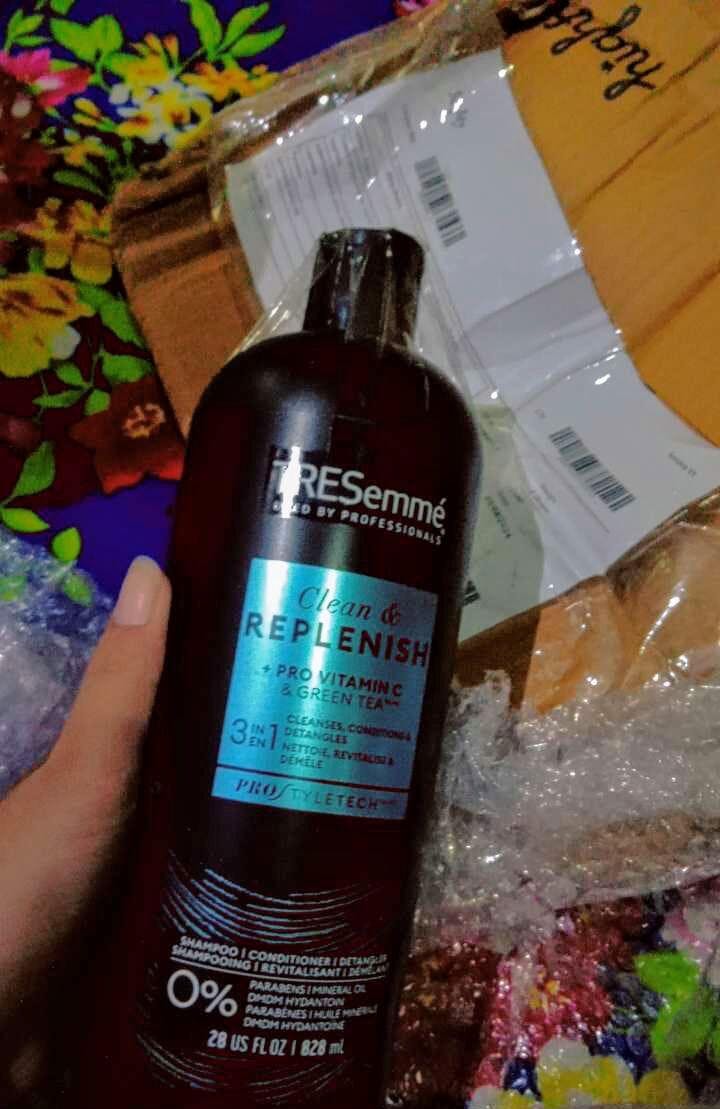 highfy
TRESemmé
USED BY PROFESSIONALS
Clean &
REPLENISH
+ PRO VITAMIN C
& GREEN TEA
3 IN 1
EN
CLEANSES, CONDITIONS &
DETANGLES
NETTOIE, REVITALISE &
DÉMÊLE
PRO STYLETECH
SHAMPOO | CONDITIONER | DETANGLER
SHAMPOOING | REVITALISANT | DÉMÊLANT
0%
PARABENS | MINERAL OIL
DMDM HYDANTOIN
PARABÈNES | HUILE MINÉRALE
DMDM HYDANTOÏNE
28 US FL OZ | 828 mL